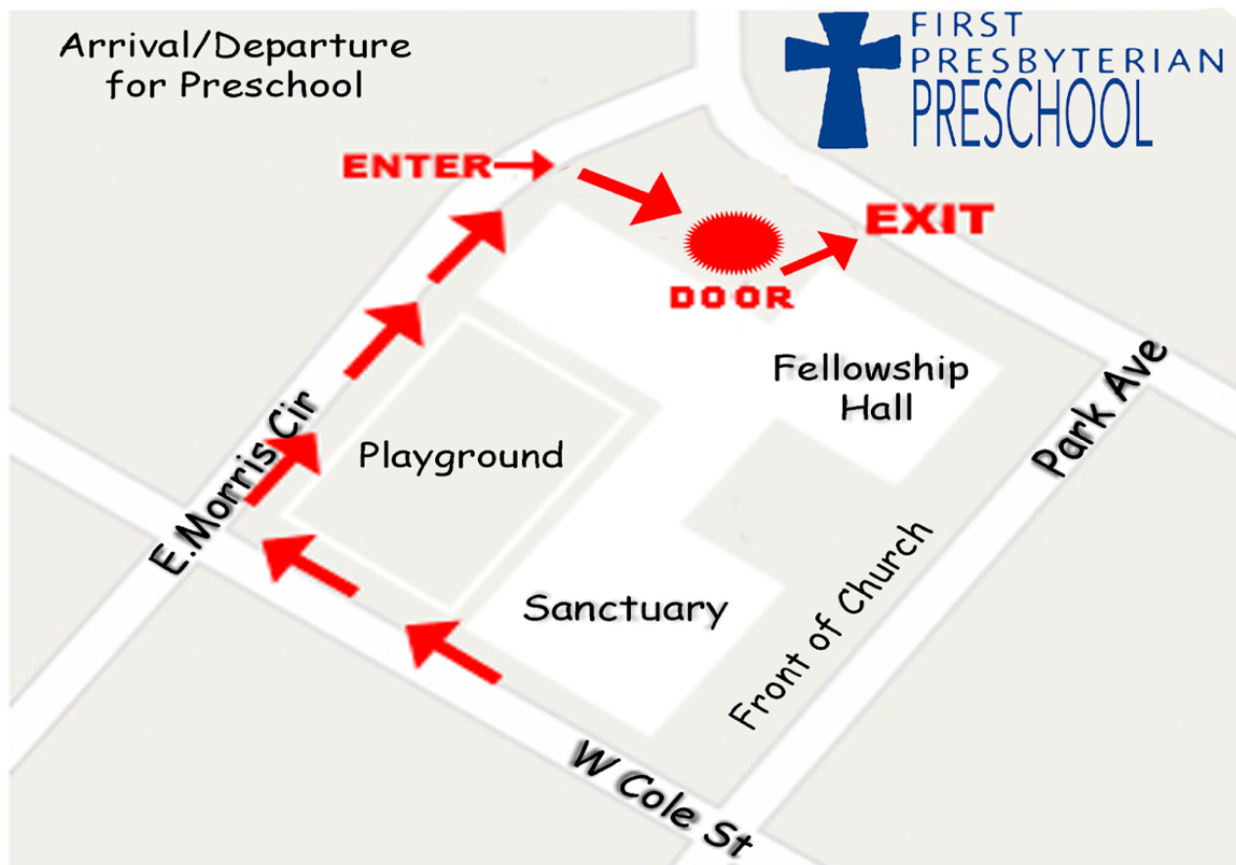 Arrival/Departure
for Preschool
FIRST
PRESBYTERIAN
PRESCHOOL
ENTER
EXIT
DOOR
Fellowship
Hall
Park Ave
E.Morris Cir
Playground
Sanctuary
Front of Church
W Cole St